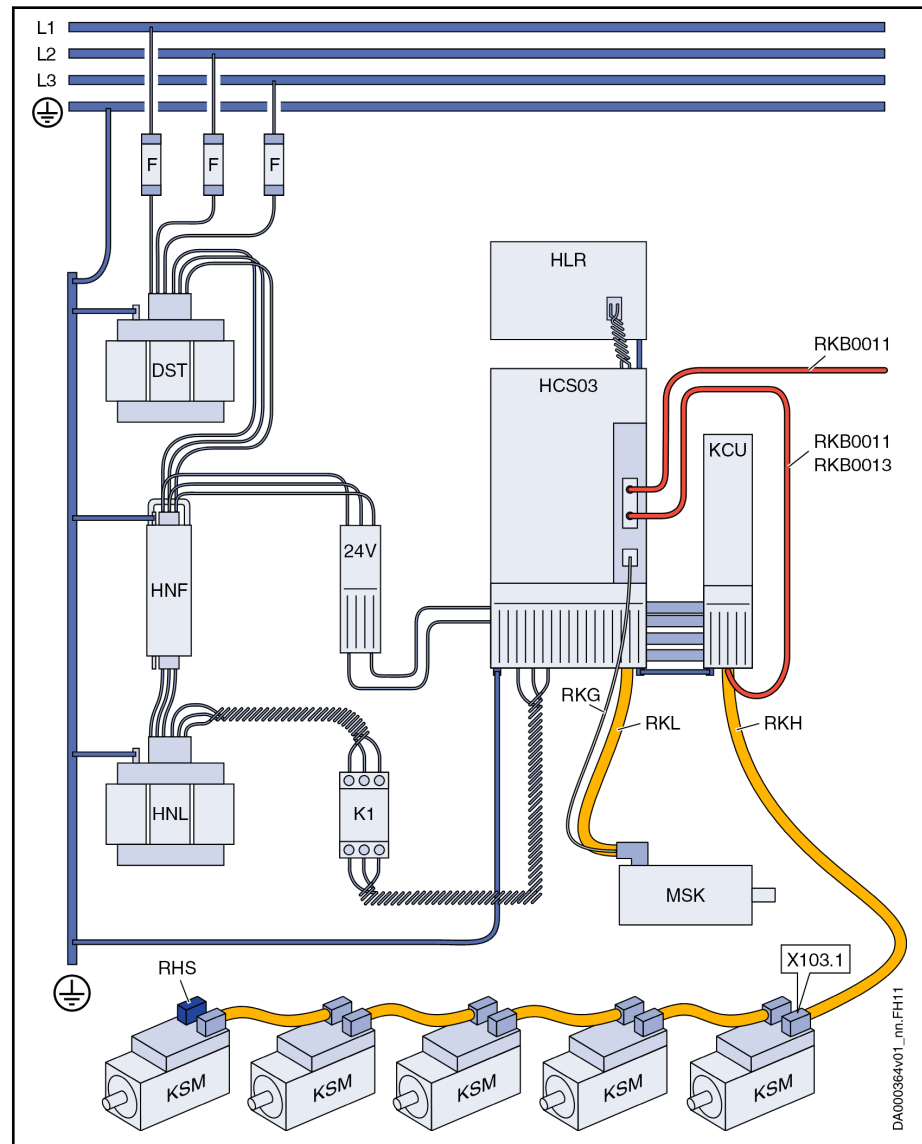 L1
L2
L3
F
F
F
HLR
DST
HCS03
RKB0011
KCU
RKB0011
RKB0013
24V
HNF
RKG
RKL
RKH
HNL
K1
MSK
RHS
X103.1
KSM
KSM
KSM
KSM
KSM
DA000364v01_nn.FH11